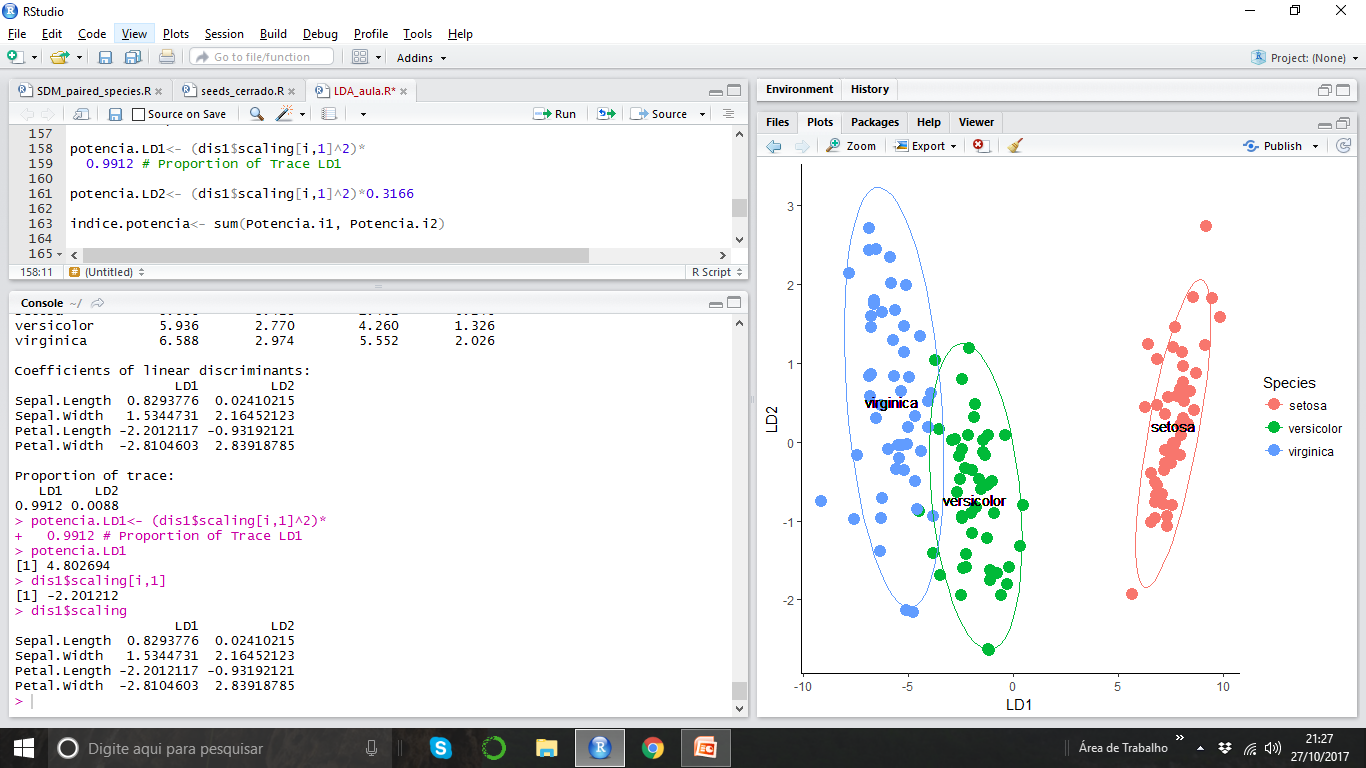 RStudio
File Edit Code View Plots Session Build Debug Profile Tools Help
Go to file/function Addins Project: (None)
SDM_paired_species.R seeds_cerrado.R LDA_aula.R*
Source on Save Run Source
157
158 potencia.LD1<- (dis1$scaling[i,1]^2)*
159 0.9912 # Proportion of Trace LD1
160
161 potencia.LD2<- (dis1$scaling[i,1]^2)*0.3166
162
163 indice.potencia<- sum(Potencia.i1, Potencia.i2)
164
165
158:11 (Untitled) R Script
Console ~/
versicolor 5.936 2.770 4.260 1.326
virginica 6.588 2.974 5.552 2.026
Coefficients of linear discriminants:
LD1 LD2
Sepal.Length 0.8293776 0.02410215
Sepal.Width 1.5344731 2.16452123
Petal.Length -2.2012117 -0.93192121
Petal.Width -2.8104603 2.83918785
Proportion of trace:
LD1 LD2
0.9912 0.0088
> potencia.LD1<- (dis1$scaling[i,1]^2)*
+ 0.9912 # Proportion of Trace LD1
> potencia.LD1
[1] 4.802694
> dis1$scaling[i,1]
[1] -2.201212
> dis1$scaling
LD1 LD2
Sepal.Length 0.8293776 0.02410215
Sepal.Width 1.5344731 2.16452123
Petal.Length -2.2012117 -0.93192121
Petal.Width -2.8104603 2.83918785
>
Environment History
Files Plots Packages Help Viewer
Zoom Export Publish
3
2
1
0
-1
-2
LD2
-10 -5 0 5 10
LD1
virginica
versicolor
setosa
Species
setosa
versicolor
virginica
Digite aqui para pesquisar
Área de Trabalho
21:27
27/10/2017